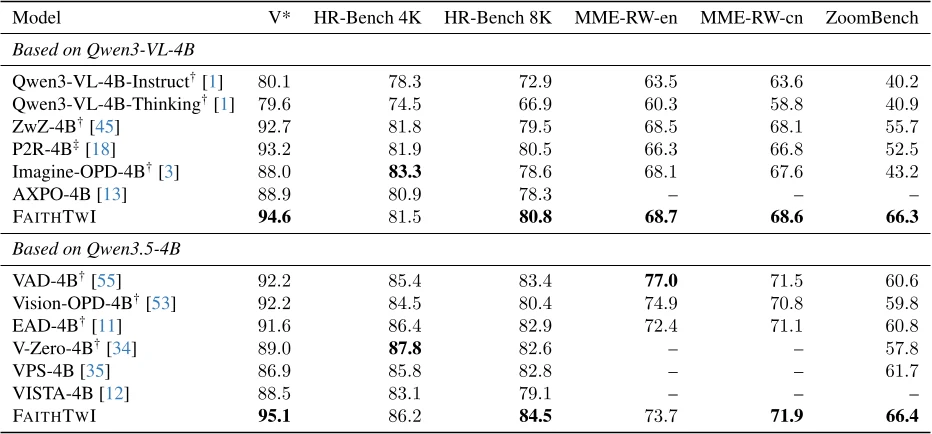 Model V* HR-Bench 4K HR-Bench 8K MME-RW-en MME-RW-cn ZoomBench
Based on Qwen3-VL-4B
Qwen3-VL-4B-Instruct† [1] 80.1 78.3 72.9 63.5 63.6 40.2
Qwen3-VL-4B-Thinking† [1] 79.6 74.5 66.9 60.3 58.8 40.9
ZwZ-4B† [45] 92.7 81.8 79.5 68.5 68.1 55.7
P2R-4B‡ [18] 93.2 81.9 80.5 66.3 66.8 52.5
Imagine-OPD-4B† [3] 88.0 83.3 78.6 68.1 67.6 43.2
AXPO-4B [13] 88.9 80.9 78.3 – – –
FAITHTWI 94.6 81.5 80.8 68.7 68.6 66.3
Based on Qwen3.5-4B
VAD-4B† [55] 92.2 85.4 83.4 77.0 71.5 60.6
Vision-OPD-4B† [53] 92.2 84.5 80.4 74.9 70.8 59.8
EAD-4B† [11] 91.6 86.4 82.9 72.4 71.1 60.8
V-Zero-4B† [34] 89.0 87.8 82.6 – – 57.8
VPS-4B [35] 86.9 85.8 82.8 – – 61.7
VISTA-4B [12] 88.5 83.1 79.1 – – –
FAITHTWI 95.1 86.2 84.5 73.7 71.9 66.4